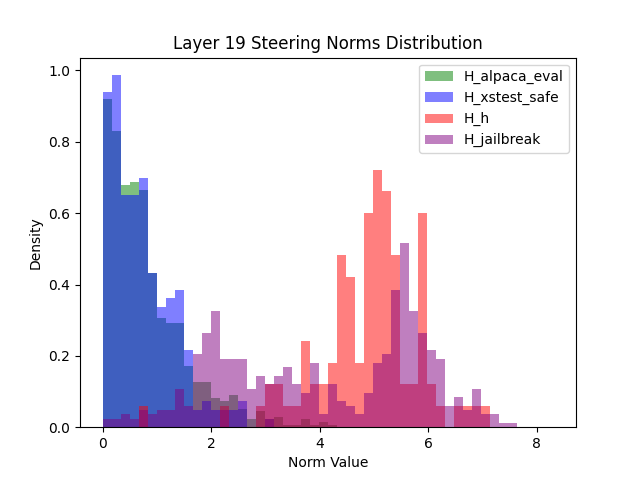 Layer 19 Steering Norms Distribution
H_alpaca_eval
H_xstest_safe
H_h
H_jailbreak
1.0
0.8
0.6
0.4
0.2
0.0
Density
0
2
4
6
8
Norm Value